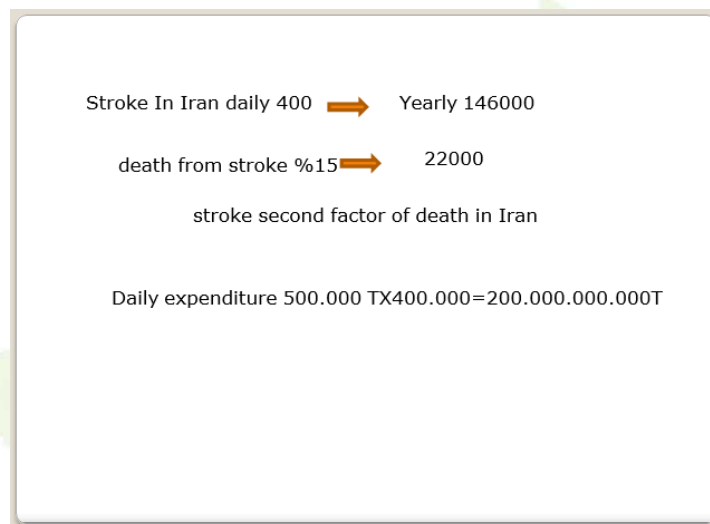 Stroke In Iran daily 400 Yearly 146000
death from stroke %15 22000
stroke second factor of death in Iran
Daily expenditure 500.000 TX400.000=200.000.000.000T